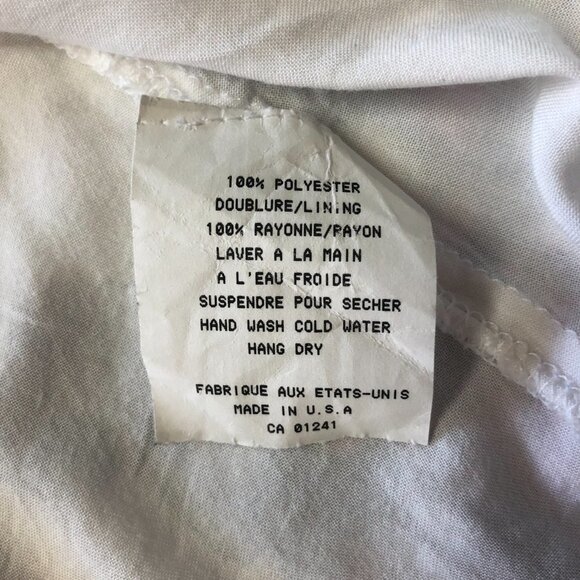 100% POLYESTER
DOUBLURE/LINING
100% RAYONNE/RAYON
LAVER A LA MAIN
A L'EAU FROIDE
SUSPENDRE POUR SECHER
HAND WASH COLD WATER
HANG DRY
FABRIQUE AUX ETATS-UNIS
MADE IN U.S.A
CA 01241